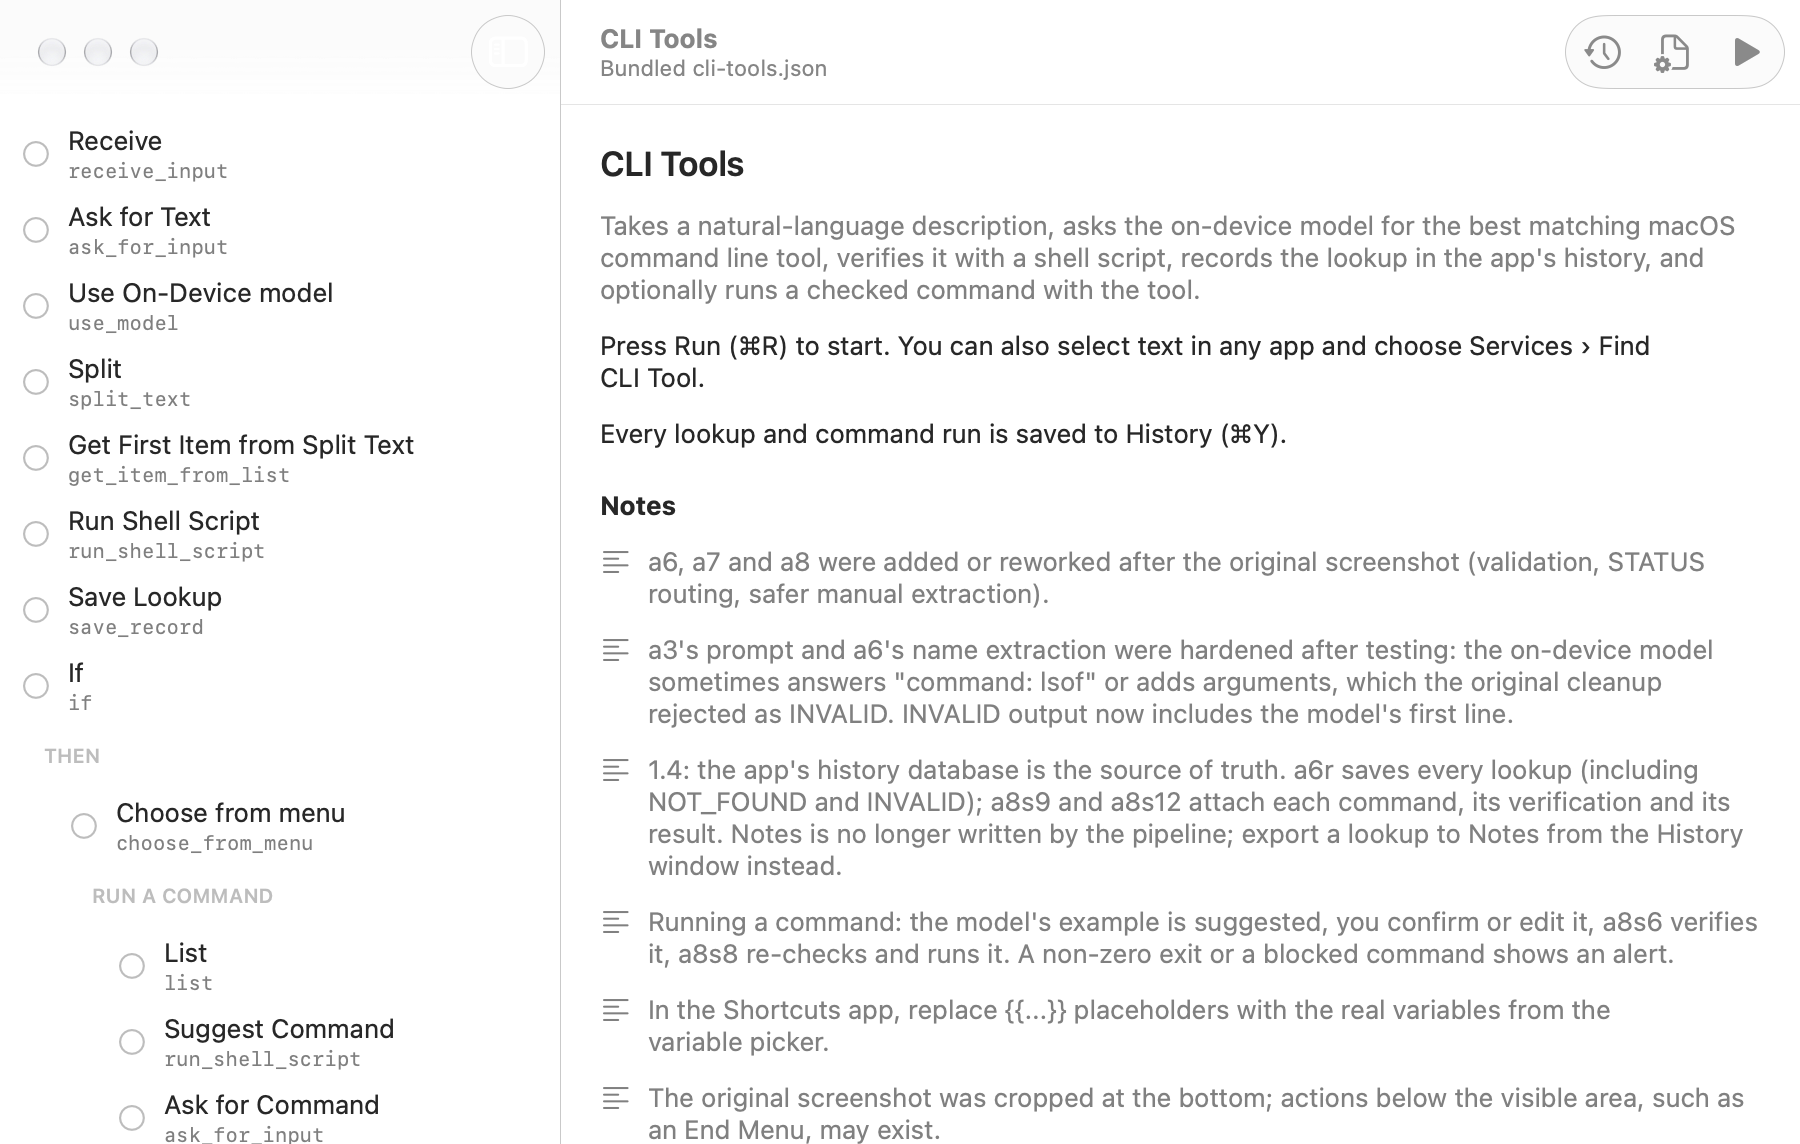 CLI Tools
Bundled cli-tools.json
Receive
receive_input
Ask for Text
ask_for_input
Use On-Device model
use_model
Split
split_text
Get First Item from Split Text
get_item_from_list
Run Shell Script
run_shell_script
Save Lookup
save_record
If
if
THEN
Choose from menu
choose_from_menu
RUN A COMMAND
List
list
Suggest Command
run_shell_script
Ask for Command
ask_for_input
CLI Tools
Takes a natural-language description, asks the on-device model for the best matching macOS
command line tool, verifies it with a shell script, records the lookup in the app's history, and
optionally runs a checked command with the tool.
Press Run (⌘R) to start. You can also select text in any app and choose Services › Find
CLI Tool.
Every lookup and command run is saved to History (⌘Y).
Notes
a6, a7 and a8 were added or reworked after the original screenshot (validation, STATUS
routing, safer manual extraction).
a3's prompt and a6's name extraction were hardened after testing: the on-device model
sometimes answers "command: lsof" or adds arguments, which the original cleanup
rejected as INVALID. INVALID output now includes the model's first line.
1.4: the app's history database is the source of truth. a6r saves every lookup (including
NOT_FOUND and INVALID); a8s9 and a8s12 attach each command, its verification and its
result. Notes is no longer written by the pipeline; export a lookup to Notes from the History
window instead.
Running a command: the model's example is suggested, you confirm or edit it, a8s6 verifies
it, a8s8 re-checks and runs it. A non-zero exit or a blocked command shows an alert.
In the Shortcuts app, replace {{...}} placeholders with the real variables from the
variable picker.
The original screenshot was cropped at the bottom; actions below the visible area, such as
an End Menu, may exist.